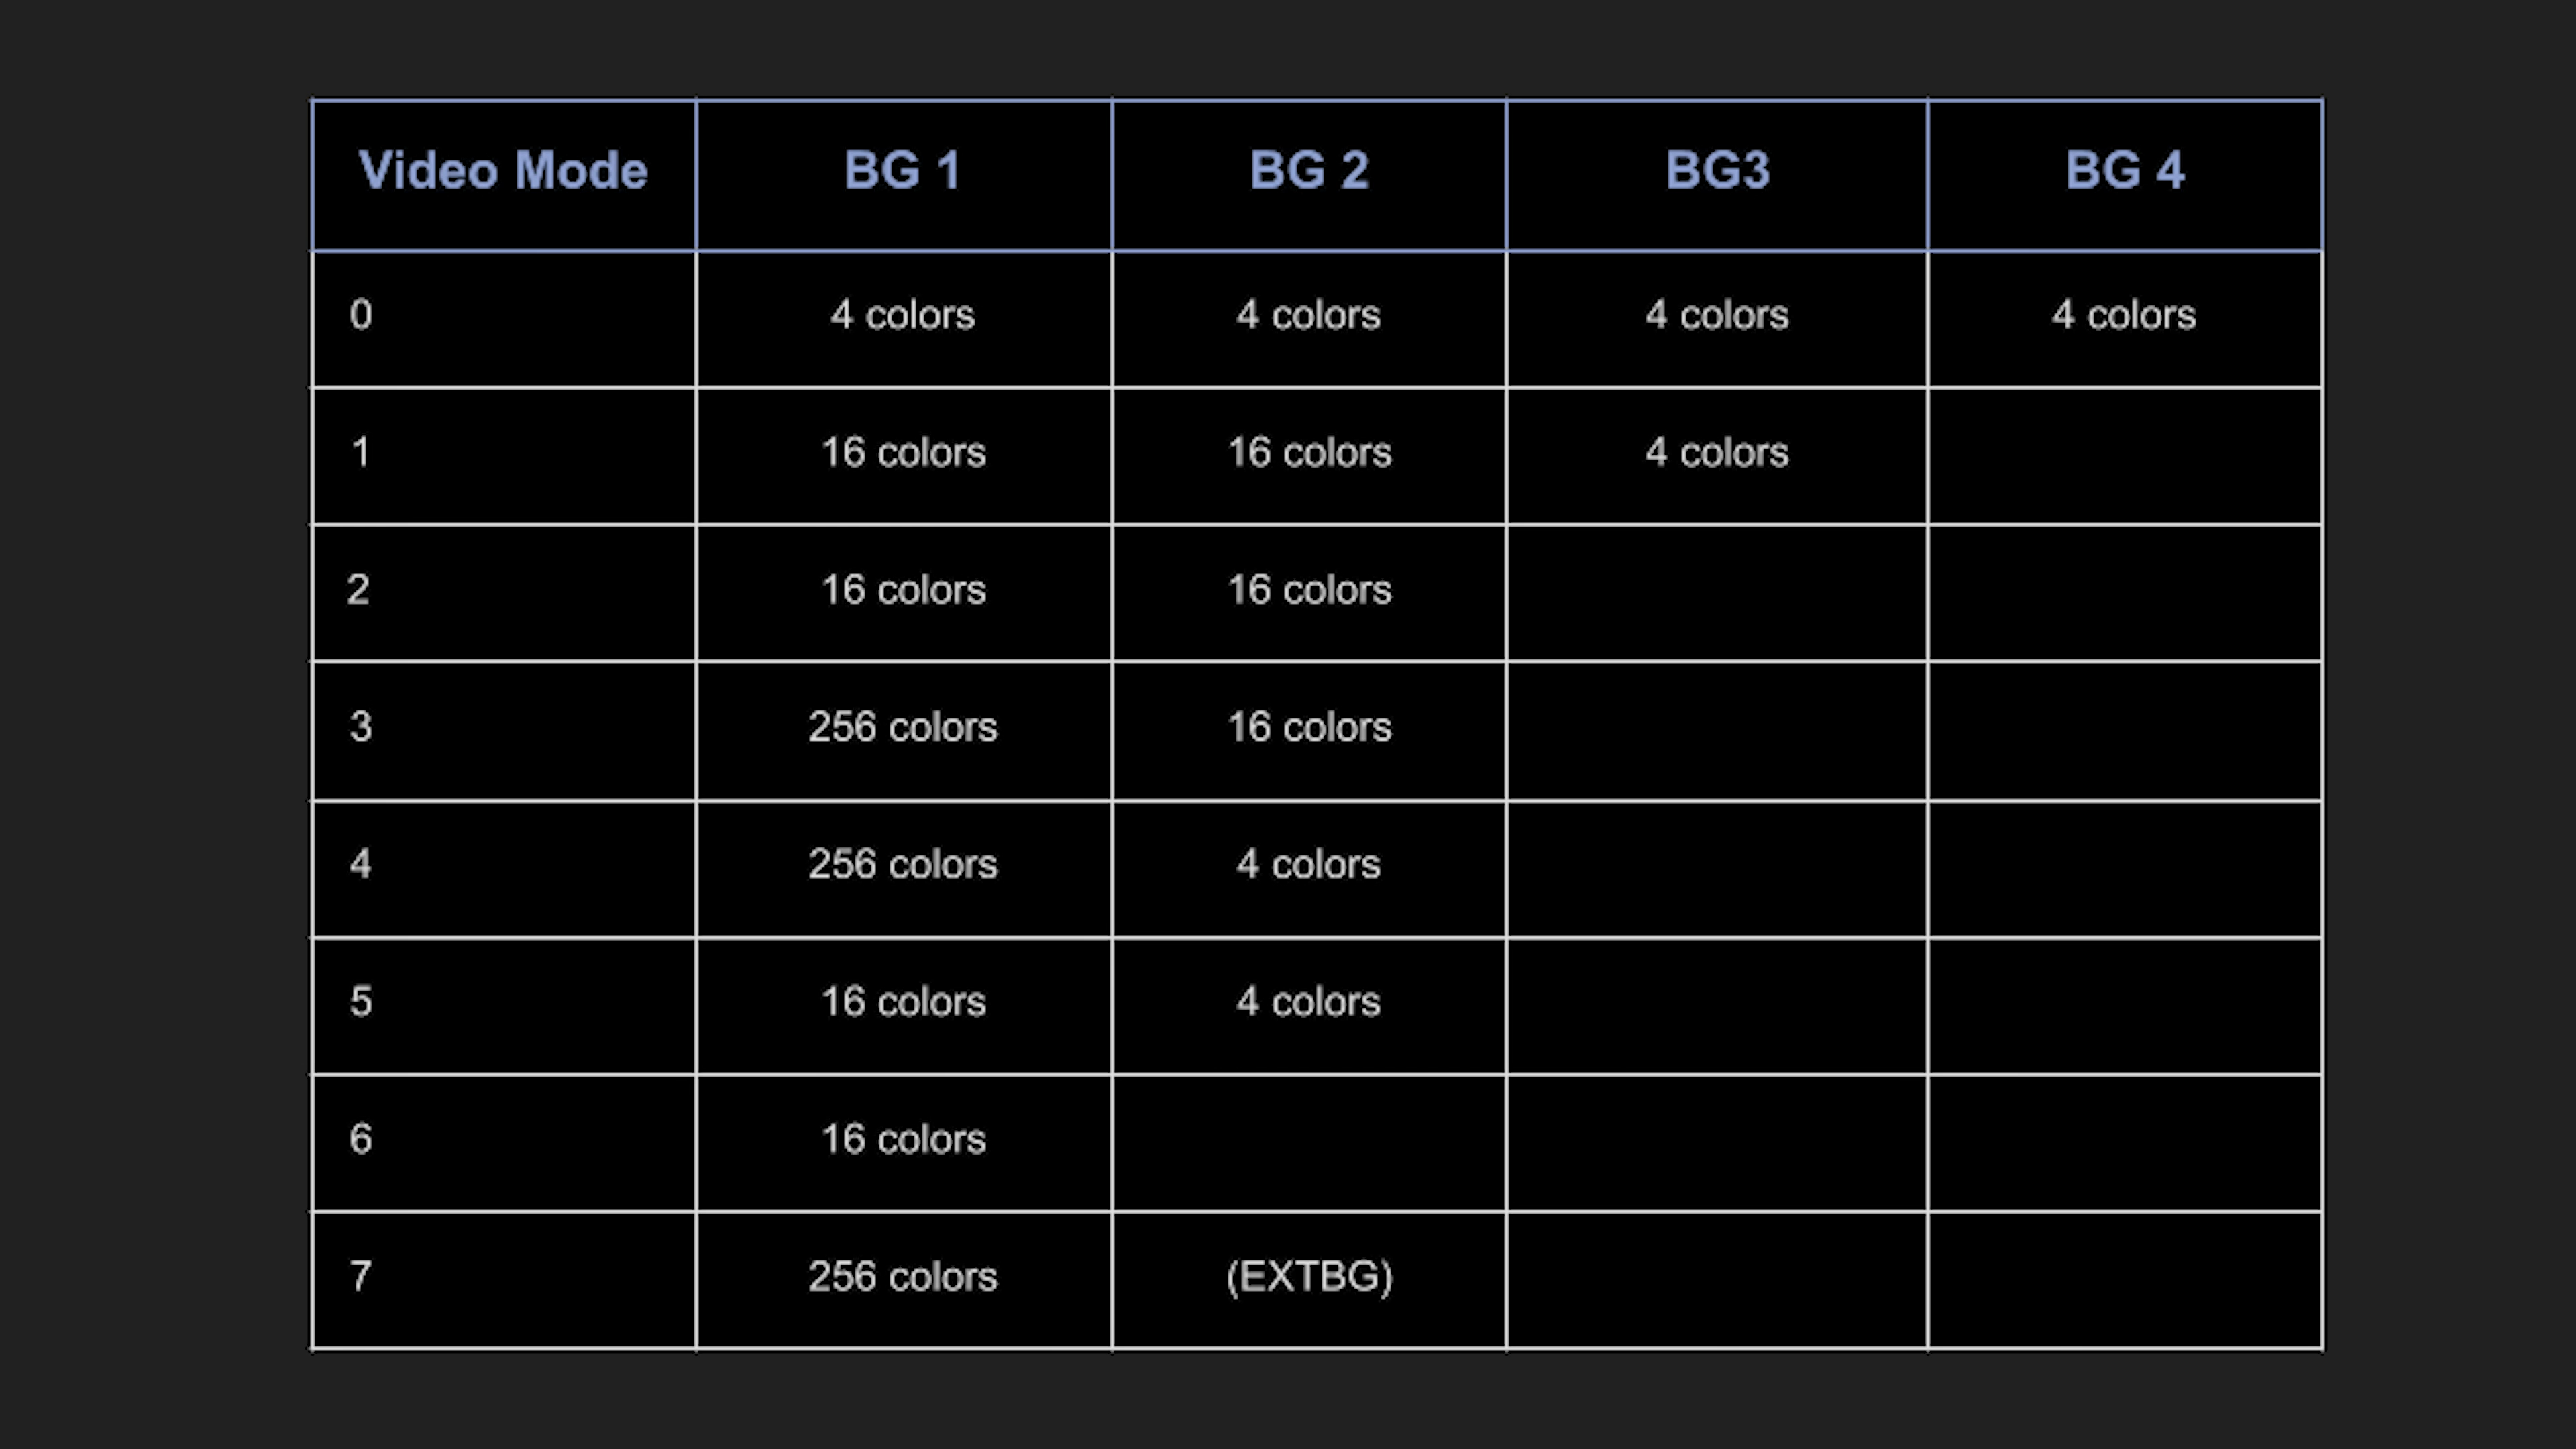 Video Mode BG 1 BG 2 BG3 BG 4
0 4 colors 4 colors 4 colors 4 colors
1 16 colors 16 colors 4 colors
2 16 colors 16 colors
3 256 colors 16 colors
4 256 colors 4 colors
5 16 colors 4 colors
6 16 colors
7 256 colors (EXTBG)